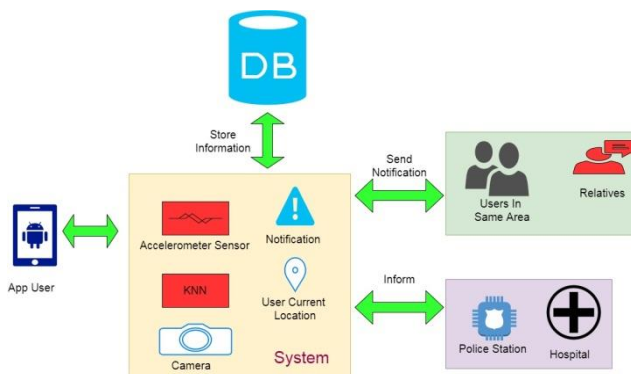 DB
Store
Information
Send
Notification
Users In
Same Area
Relatives
Accelerometer Sensor
Notification
App User
KNN
User Current
Location
Inform
Camera
System
Police Station
Hospital